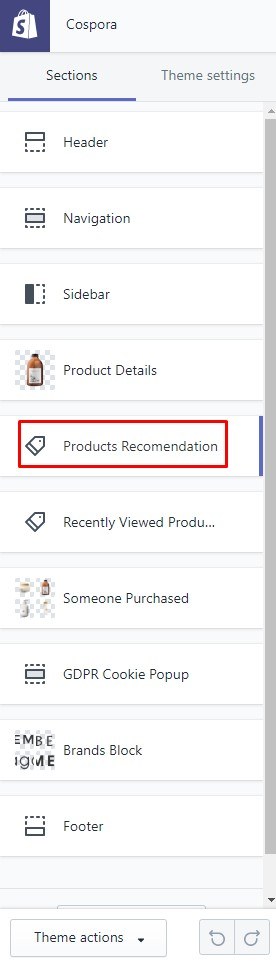 Cospora
Sections Theme settings
Header
Navigation
Sidebar
Product Details
Products Recomendation
Recently Viewed Produ...
Someone Purchased
GDPR Cookie Popup
EMBE
agME
Brands Block
Footer
Theme actions